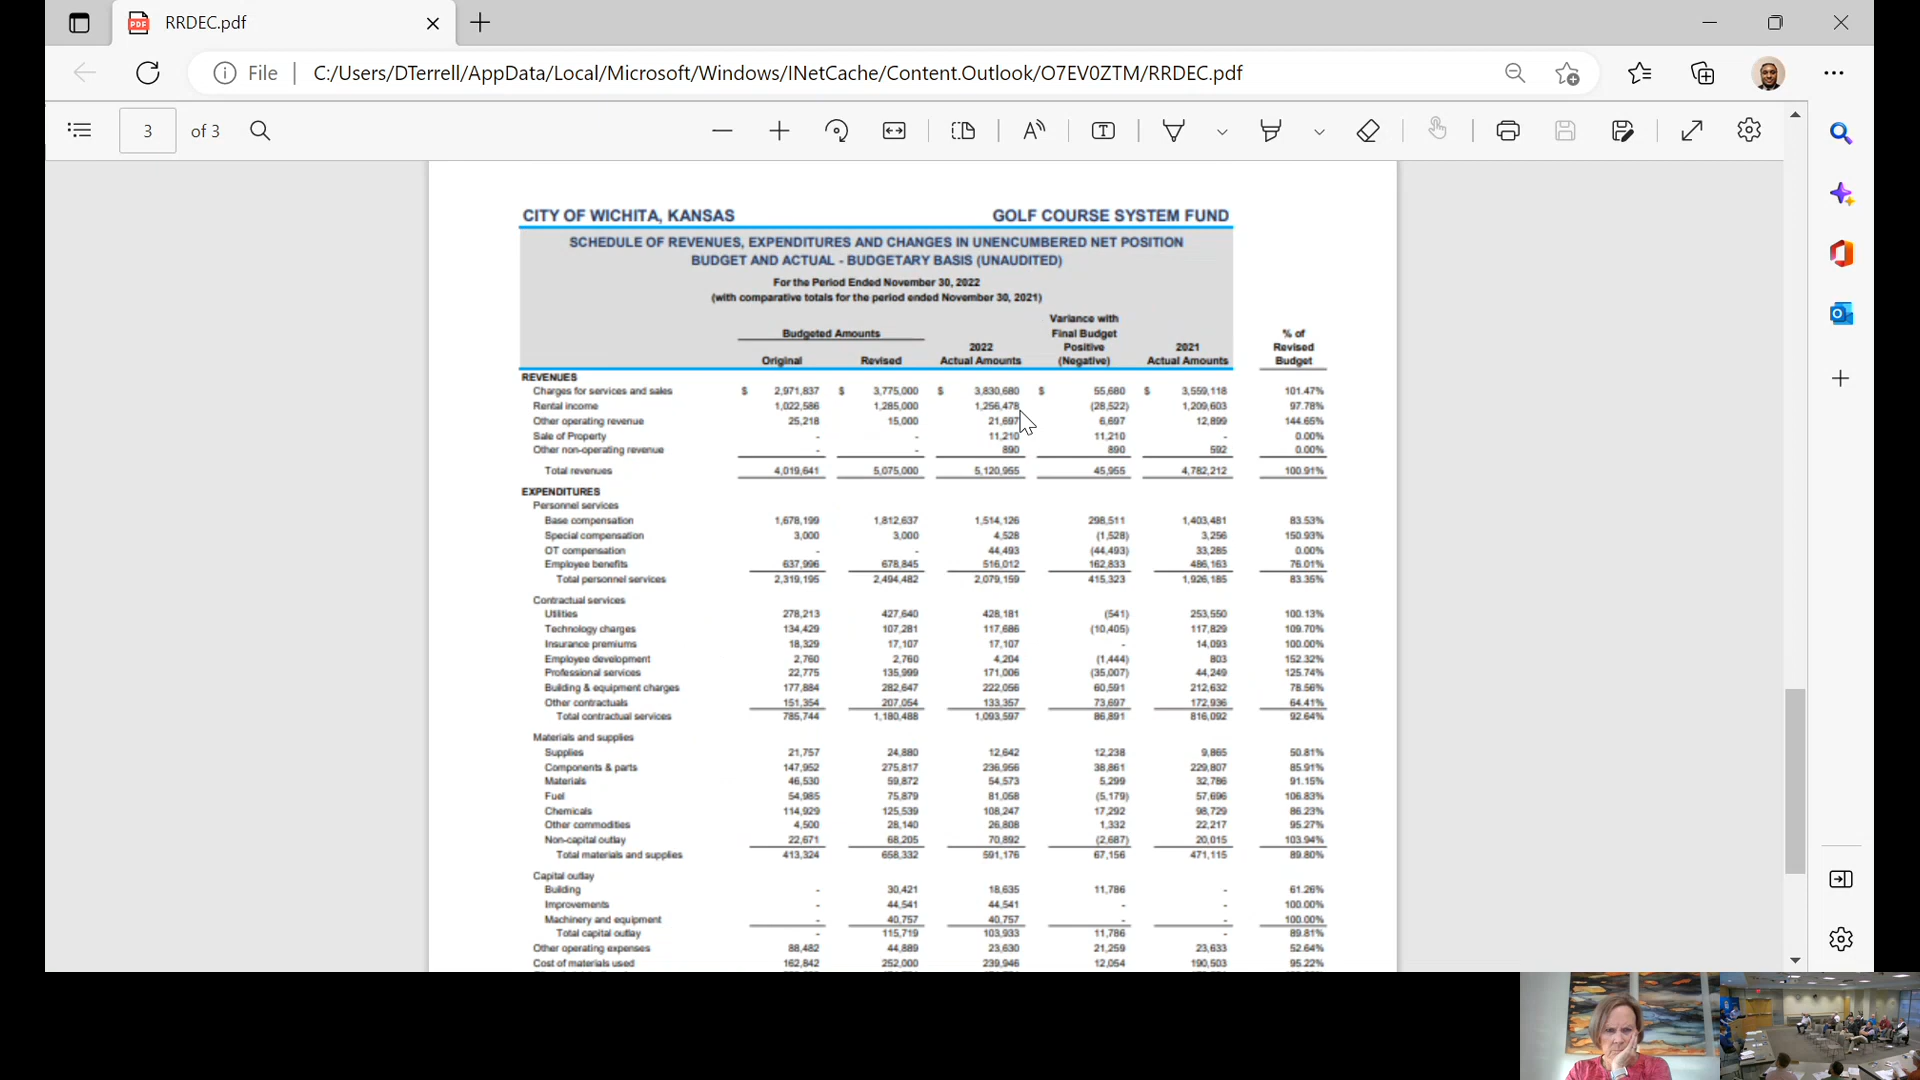 RRDEC.pdf
File | C:/Users/DTerrell/AppData/Local/Microsoft/Windows/INetCache/Content.Outlook/O7EV0ZTM/RRDEC.pdf
3 of 3
CITY OF WICHITA, KANSAS GOLF COURSE SYSTEM FUND
SCHEDULE OF REVENUES, EXPENDITURES AND CHANGES IN UNENCUMBERED NET POSITION
BUDGET AND ACTUAL - BUDGETARY BASIS (UNAUDITED)
For the Period Ended November 30, 2022
(with comparative totals for the period ended November 30, 2021)
Variance with
Budgeted Amounts Final Budget % of
2022 Positive 2021 Revised
Original Revised Actual Amounts (Negative) Actual Amounts Budget
REVENUES
Charges for services and sales $ 2,971,837 $ 3,775,000 $ 3,830,680 $ 55,680 $ 3,559,118 101.47%
Rental income 1,022,586 1,285,000 1,256,478 (28,522) 1,209,603 97.78%
Other operating revenue 25,218 15,000 21,697 6,697 12,899 144.65%
Sale of Property - - 11,210 11,210 - 0.00%
Other non-operating revenue - - 890 890 592 0.00%
Total revenues 4,019,641 5,075,000 5,120,955 45,955 4,782,212 100.91%
EXPENDITURES
Personnel services
Base compensation 1,678,199 1,812,637 1,514,126 298,511 1,403,481 83.53%
Special compensation 3,000 3,000 4,528 (1,528) 3,256 150.93%
OT compensation - - 44,493 (44,493) 33,285 0.00%
Employee benefits 637,996 678,845 516,012 162,833 486,163 76.01%
Total personnel services 2,319,195 2,494,482 2,079,159 415,323 1,926,185 83.35%
Contractual services
Utilities 278,213 427,640 428,181 (541) 253,550 100.13%
Technology charges 134,429 107,281 117,686 (10,405) 117,829 109.70%
Insurance premiums 18,329 17,107 17,107 - 14,093 100.00%
Employee development 2,760 2,760 4,204 (1,444) 803 152.32%
Professional services 22,775 135,999 171,006 (35,007) 44,249 125.74%
Building & equipment charges 177,884 282,647 222,056 60,591 212,632 78.56%
Other contractuals 151,354 207,054 133,357 73,697 172,936 64.41%
Total contractual services 785,744 1,180,488 1,093,597 86,891 816,092 92.64%
Materials and supplies
Supplies 21,757 24,880 12,642 12,238 9,865 50.81%
Components & parts 147,952 275,817 236,956 38,861 229,807 85.91%
Materials 46,530 59,872 54,573 5,299 32,786 91.15%
Fuel 54,985 75,879 81,058 (5,179) 57,696 106.83%
Chemicals 114,929 125,539 108,247 17,292 98,729 86.23%
Other commodities 4,500 28,140 26,808 1,332 22,217 95.27%
Non-capital outlay 22,671 68,205 70,892 (2,687) 20,015 103.94%
Total materials and supplies 413,324 658,332 591,176 67,156 471,115 89.80%
Capital outlay
Building - 30,421 18,635 11,786 - 61.26%
Improvements - 44,541 44,541 - - 100.00%
Machinery and equipment - 40,757 40,757 - - 100.00%
Total capital outlay - 115,719 103,933 11,786 - 89.81%
Other operating expenses 88,482 44,889 23,630 21,259 23,633 52.64%
Cost of materials used 162,842 252,000 239,946 12,054 190,503 95.22%